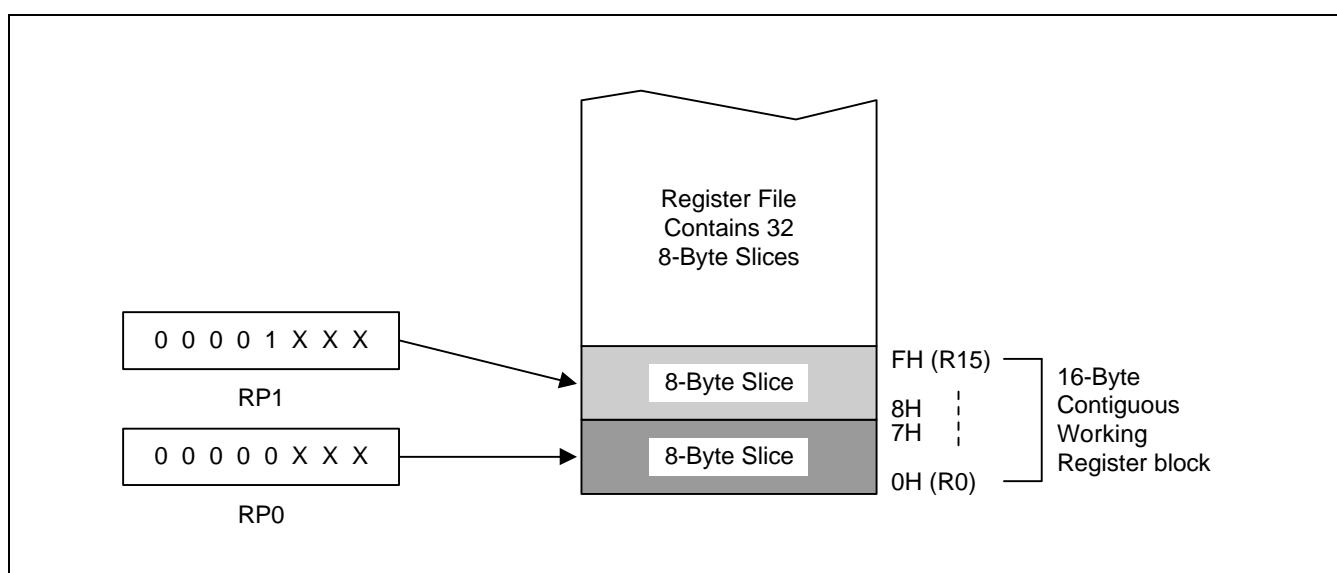 Register File
Contains 32
8-Byte Slices
0 0 0 0 1 X X X
RP1
8-Byte Slice
FH (R15)
8H
7H
16-Byte
Contiguous
Working
Register block
0 0 0 0 0 X X X
RP0
8-Byte Slice
0H (R0)